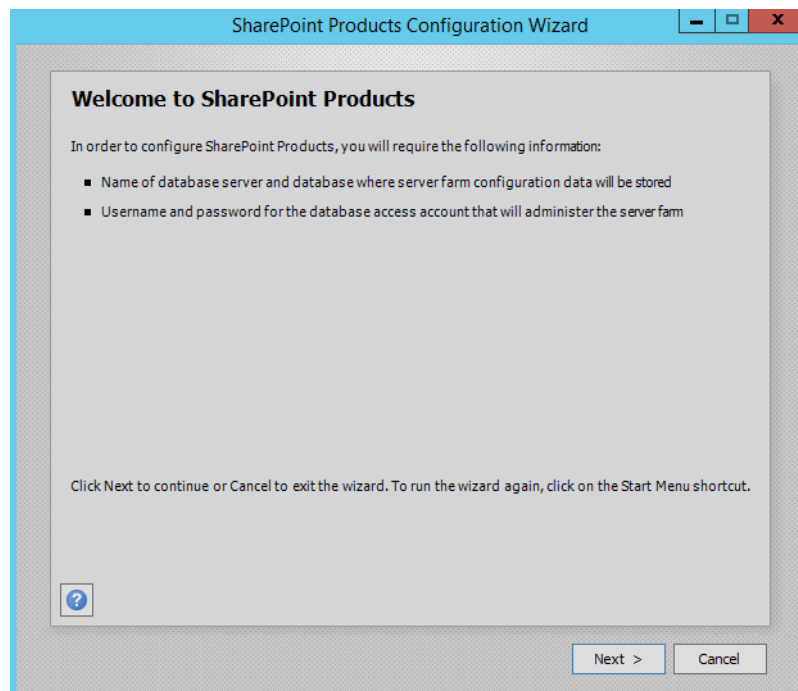 SharePoint Products Configuration Wizard
Welcome to SharePoint Products
In order to configure SharePoint Products, you will require the following information:
Name of database server and database where server farm configuration data will be stored
Username and password for the database access account that will administer the server farm
Click Next to continue or Cancel to exit the wizard. To run the wizard again, click on the Start Menu shortcut.
Next >
Cancel